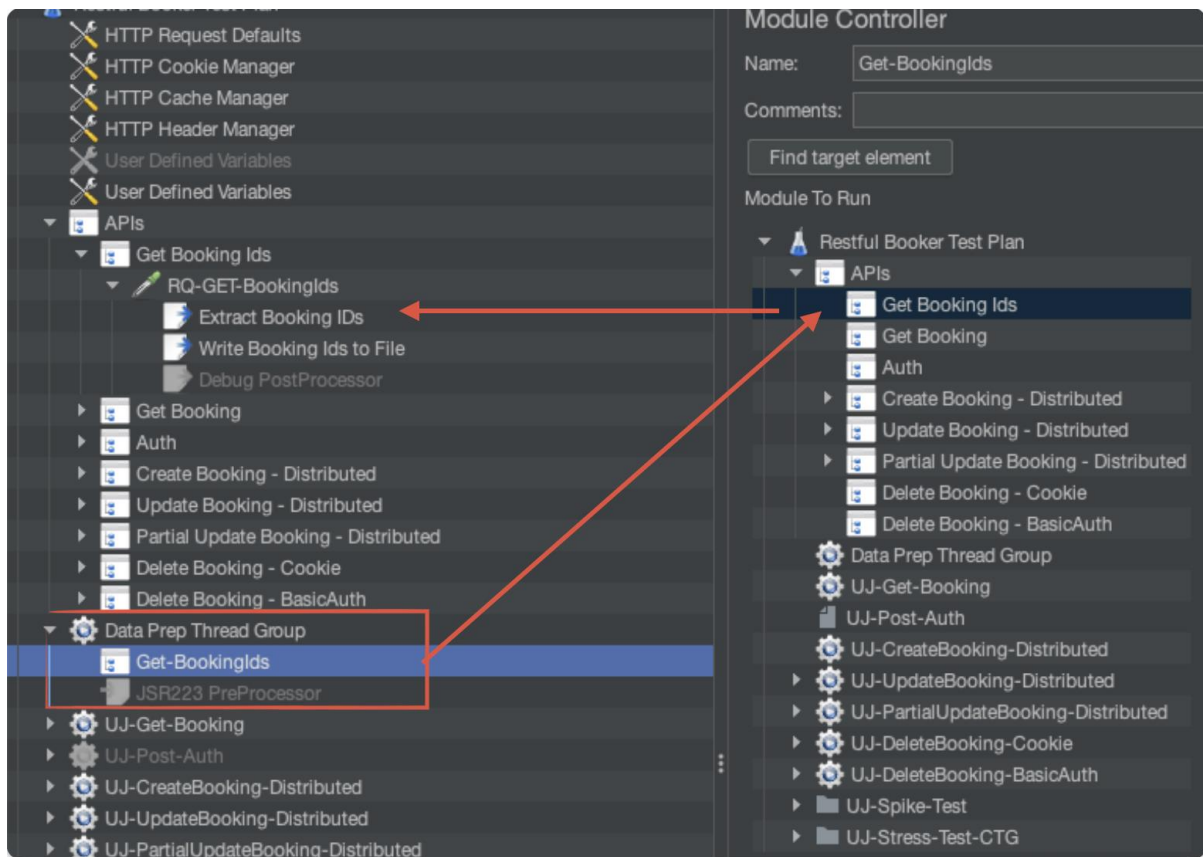 Restful Booker Test Plan
HTTP Request Defaults
HTTP Cookie Manager
HTTP Cache Manager
HTTP Header Manager
User Defined Variables
User Defined Variables
APIs
Get Booking Ids
RQ-GET-BookingIds
Extract Booking IDs
Write Booking Ids to File
Debug PostProcessor
Get Booking
Auth
Create Booking - Distributed
Update Booking - Distributed
Partial Update Booking - Distributed
Delete Booking - Cookie
Delete Booking - BasicAuth
Data Prep Thread Group
Get-BookingIds
JSR223 PreProcessor
UJ-Get-Booking
UJ-Post-Auth
UJ-CreateBooking-Distributed
UJ-UpdateBooking-Distributed
UJ-PartialUpdateBooking-Distributed
Module Controller
Name: Get-BookingIds
Comments:
Find target element
Module To Run
Restful Booker Test Plan
APIs
Get Booking Ids
Get Booking
Auth
Create Booking - Distributed
Update Booking - Distributed
Partial Update Booking - Distributed
Delete Booking - Cookie
Delete Booking - BasicAuth
Data Prep Thread Group
UJ-Get-Booking
UJ-Post-Auth
UJ-CreateBooking-Distributed
UJ-UpdateBooking-Distributed
UJ-PartialUpdateBooking-Distributed
UJ-DeleteBooking-Cookie
UJ-DeleteBooking-BasicAuth
UJ-Spike-Test
UJ-Stress-Test-CTG